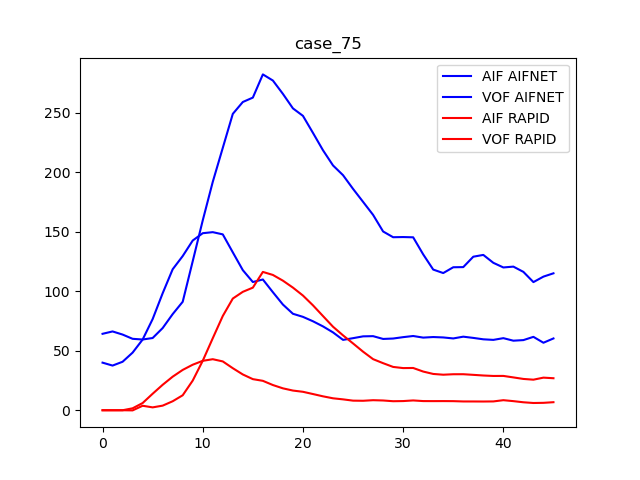 case_75
AIF AIFNET
VOF AIFNET
AIF RAPID
VOF RAPID
250
200
150
100
50
0
0 10 20 30 40